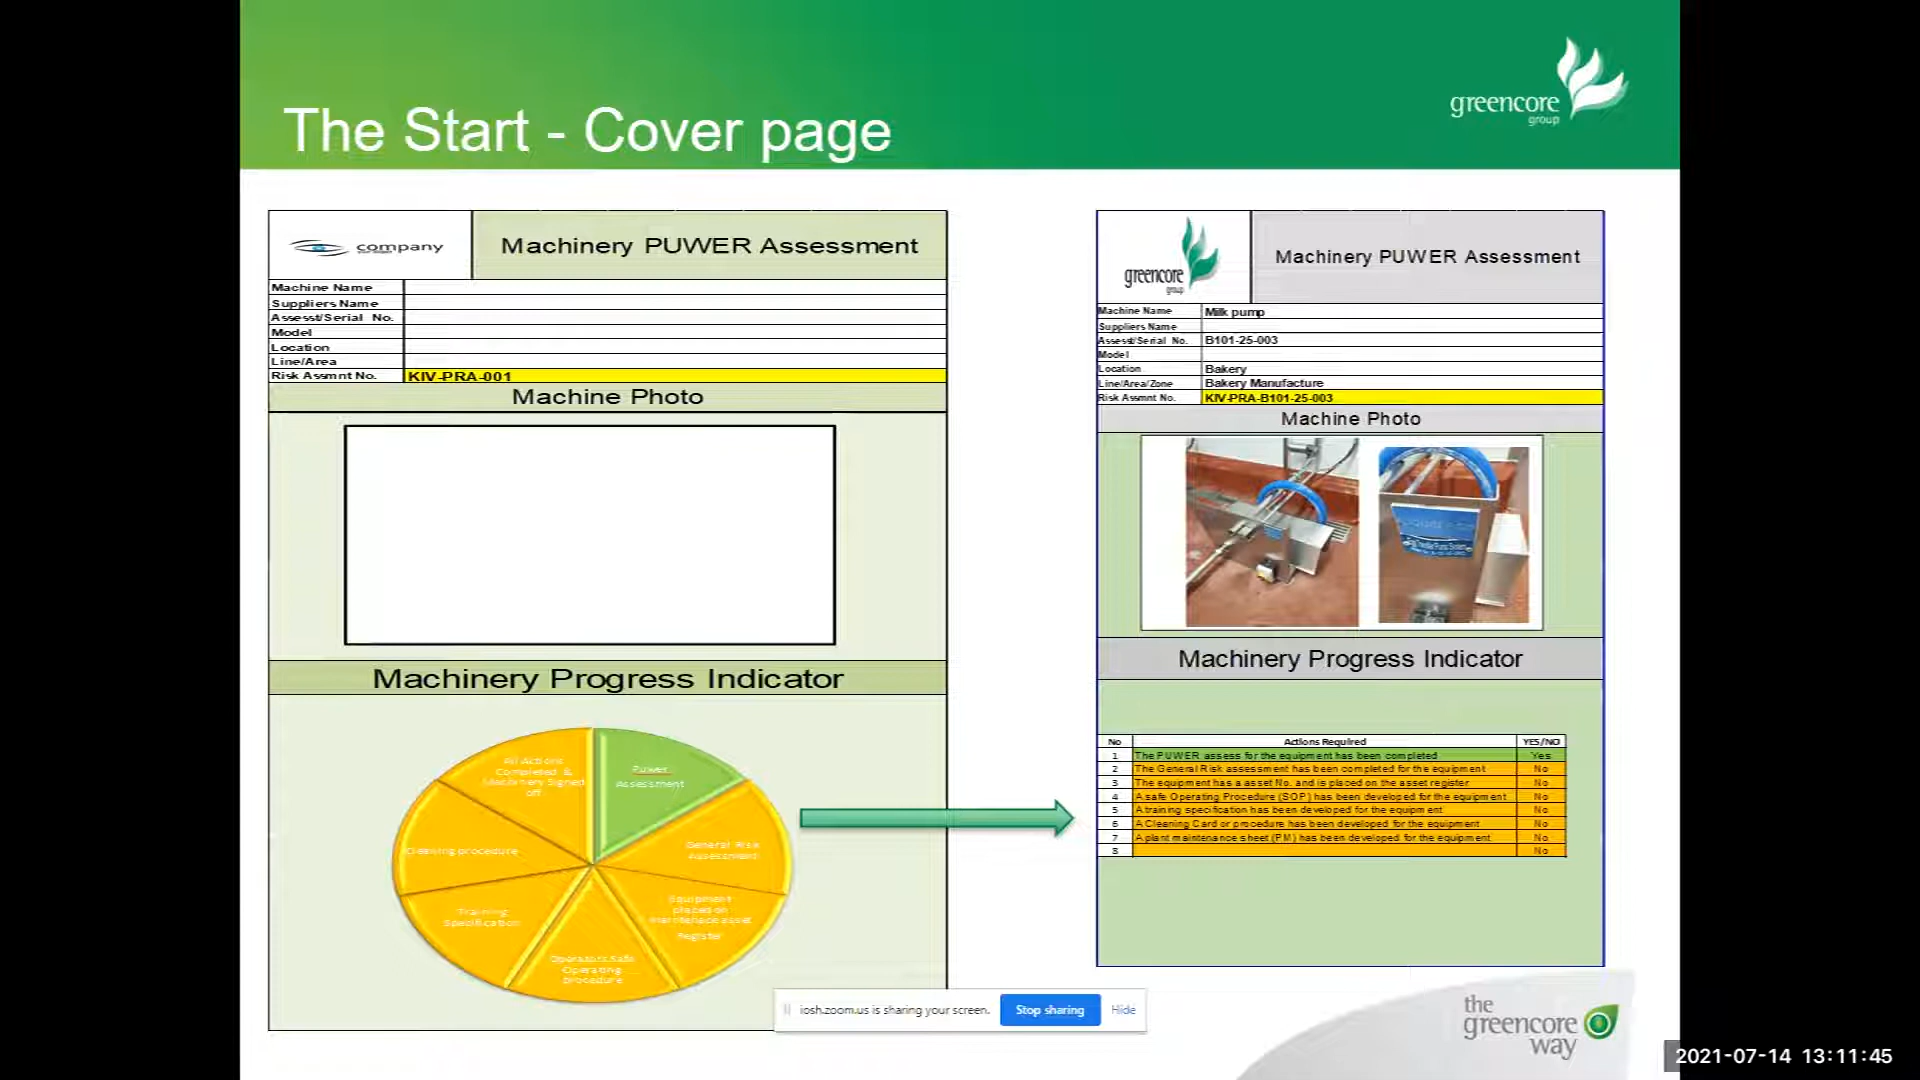 The Start - Cover page
greencore
group
company
Machinery PUWER Assessment
Machine Name
Suppliers Name
Assesst/Serial No.
Model
Location
Line/Area
Risk Assmnt No. KIV-PRA-001
Machine Photo
Machinery Progress Indicator
Puwer
Assessment
General Risk
Assessment
Equipment
placed on
register
Operators Safe
Operating
procedure
Training
Specification
Cleaning procedure
All Actions
Completed &
Machinery Signed
off
greencore
group
Machinery PUWER Assessment
Machine Name Milk pump
Suppliers Name
Assesst/Serial No. B101-25-003
Model
Location Bakery
Line/Area/Zone Bakery Manufacture
Risk Assmnt No. KIV-PRA-B101-25-003
Machine Photo
Machinery Progress Indicator
No Actions Required YES/NO
1 The PUWER assess for the equipment has been completed Yes
2 The General Risk assessment has been completed for the equipment No
3 The equipment has a asset No. and is placed on the asset register No
4 A safe Operating Procedure (SOP) has been developed for the equipment No
5 A training specification has been developed for the equipment No
6 A Cleaning Card or procedure has been developed for the equipment No
7 A plant maintenance sheet (PM) has been developed for the equipment No
8 No
iosh.zoom.us is sharing your screen. Stop sharing Hide
the
greencore
way
2021-07-14 13:11:45